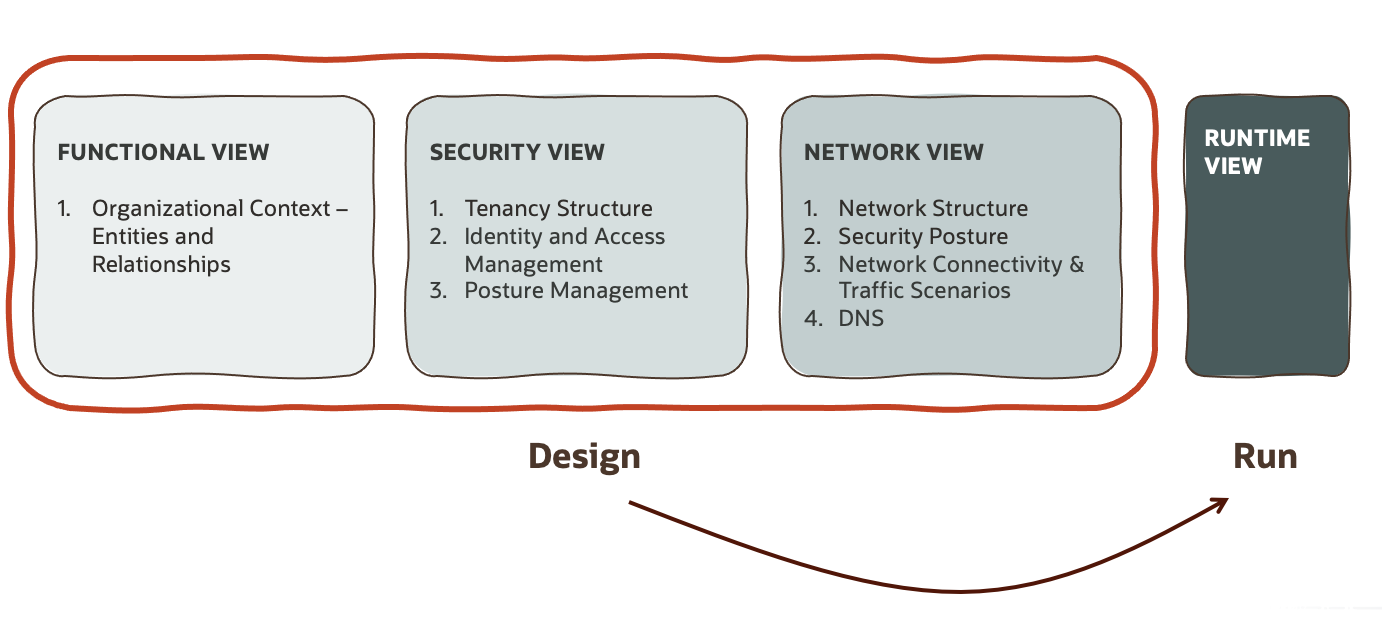 FUNCTIONAL VIEW
1. Organizational Context –
Entities and
Relationships
SECURITY VIEW
1. Tenancy Structure
2. Identity and Access
Management
3. Posture Management
NETWORK VIEW
1. Network Structure
2. Security Posture
3. Network Connectivity &
Traffic Scenarios
4. DNS
RUNTIME
VIEW
Design
Run